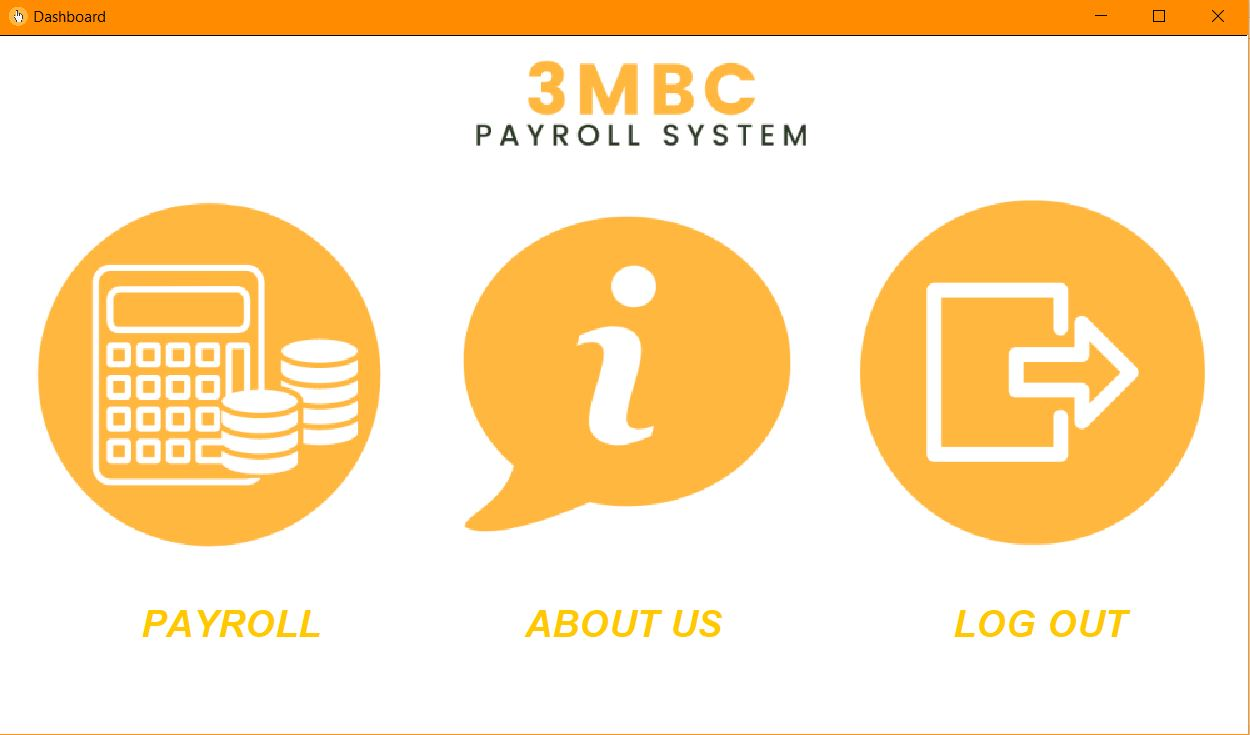 Dashboard
3MBC
PAYROLL SYSTEM
i
PAYROLL
ABOUT US
LOG OUT